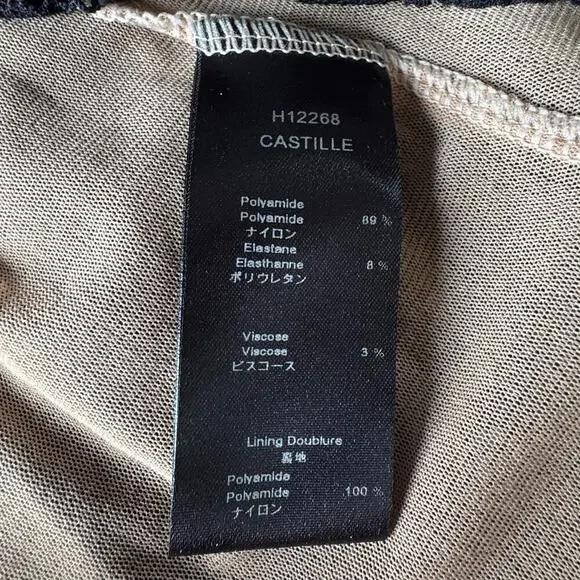 H12268
CASTILLE
Polyamide
Polyamide 89 %
ナイロン
Elastane
Elasthanne 8 %
ポリウレタン
Viscose
Viscose 3 %
ビスコース
Lining Doublure
裏地
Polyamide
Polyamide 100 %
ナイロン